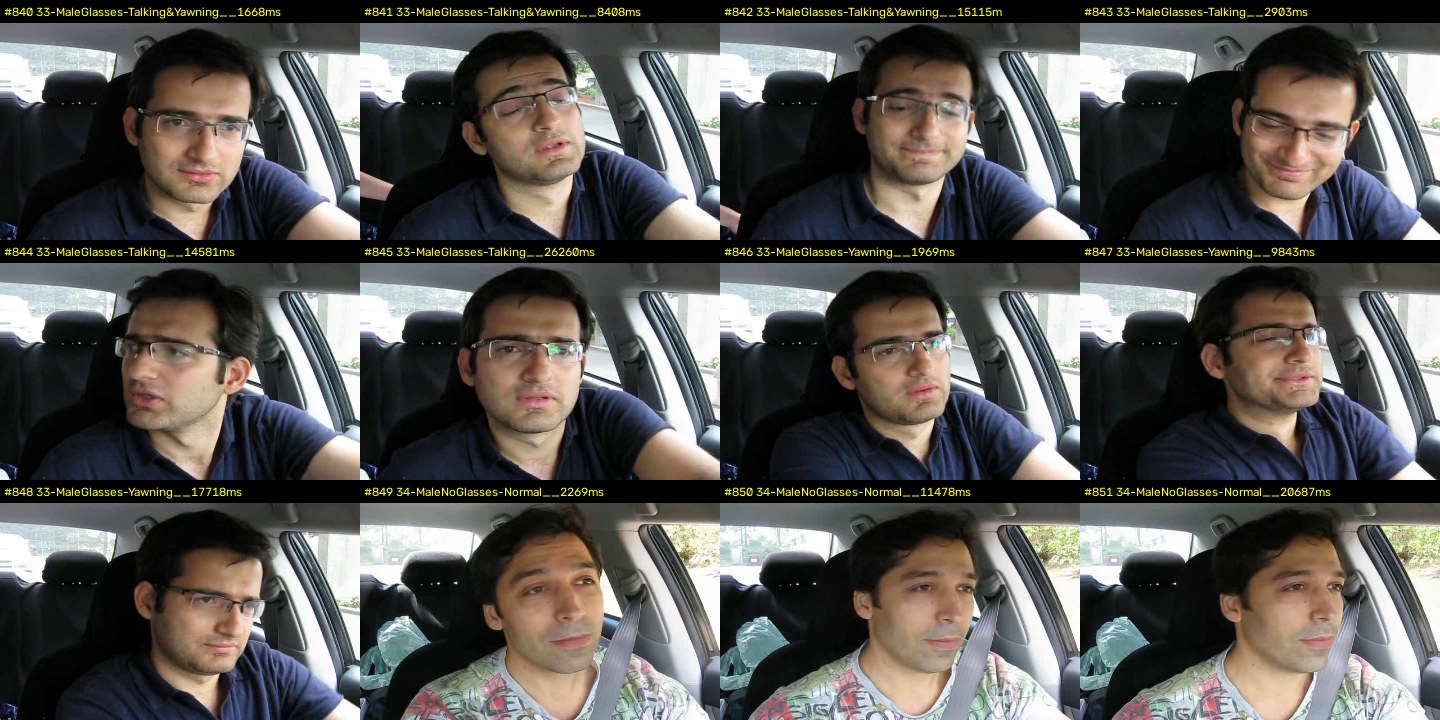 #840 33-MaleGlasses-Talking&Yawning__1668ms
#841 33-MaleGlasses-Talking&Yawning__8408ms
#842 33-MaleGlasses-Talking&Yawning__15115m
#843 33-MaleGlasses-Talking__2903ms
#844 33-MaleGlasses-Talking__14581ms
#845 33-MaleGlasses-Talking__26260ms
#846 33-MaleGlasses-Yawning__1969ms
#847 33-MaleGlasses-Yawning__9843ms
#848 33-MaleGlasses-Yawning__17718ms
#849 34-MaleNoGlasses-Normal__2269ms
#850 34-MaleNoGlasses-Normal__11478ms
#851 34-MaleNoGlasses-Normal__20687ms